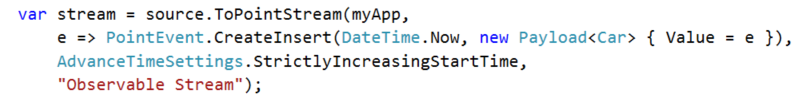 var stream = source.ToPointStream(myApp,
e => PointEvent.CreateInsert(DateTime.Now, new Payload<Car> { Value = e }),
AdvanceTimeSettings.StrictlyIncreasingStartTime,
"Observable Stream");